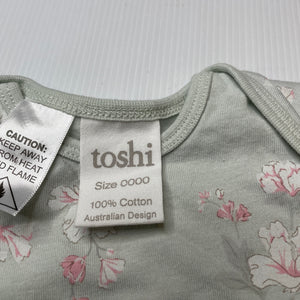 CAUTION:
KEEP AWAY
FROM HEAT
AND FLAME
toshi
Size 0000
100% Cotton
Australian Design